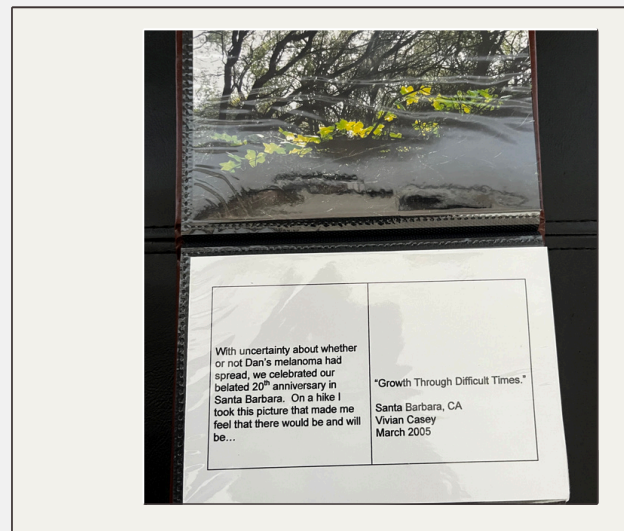 With uncertainty about whether
or not Dan's melanoma had
spread, we celebrated our
belated 20th anniversary in
Santa Barbara. On a hike I
took this picture that made me
feel that there would be and will
be…
"Growth Through Difficult Times."
Santa Barbara, CA
Vivian Casey
March 2005